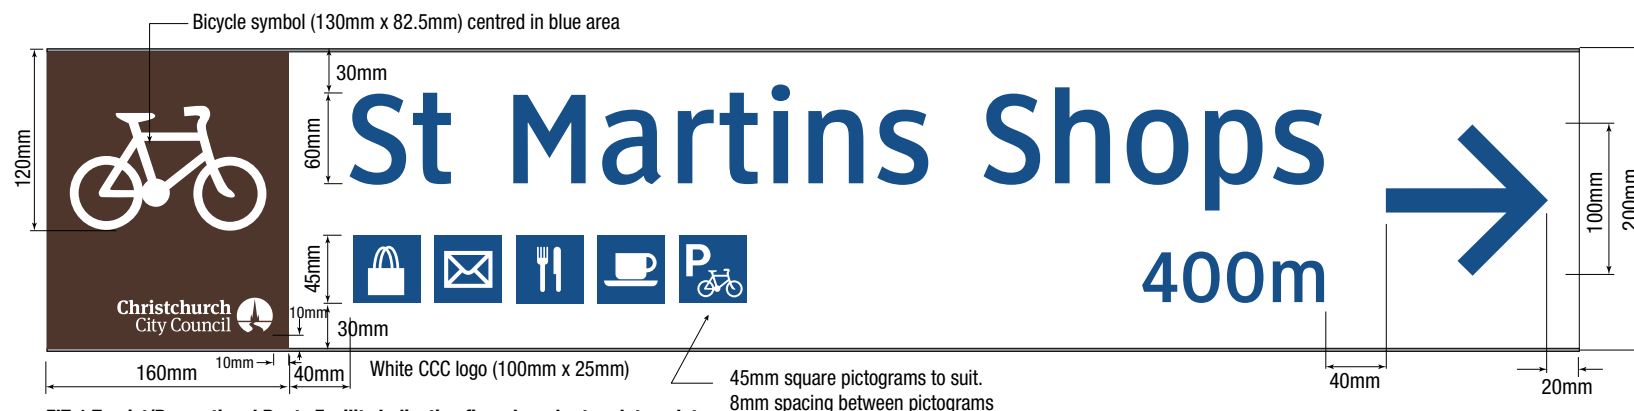 Bicycle symbol (130mm x 82.5mm) centred in blue area
30mm
120mm
60mm
St Martins Shops
100mm
200mm
45mm
P
400m
Christchurch
City Council
10mm
30mm
10mm
160mm
40mm
White CCC logo (100mm x 25mm)
45mm square pictograms to suit.
8mm spacing between pictograms
40mm
20mm